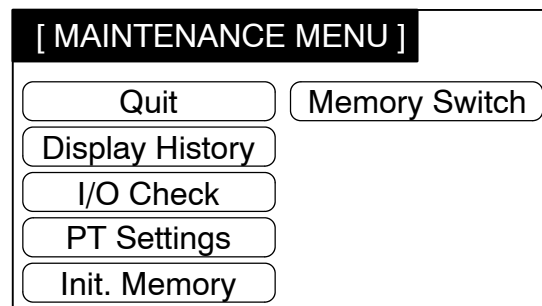 [ MAINTENANCE MENU ]
Quit
Memory Switch
Display History
I/O Check
PT Settings
Init. Memory